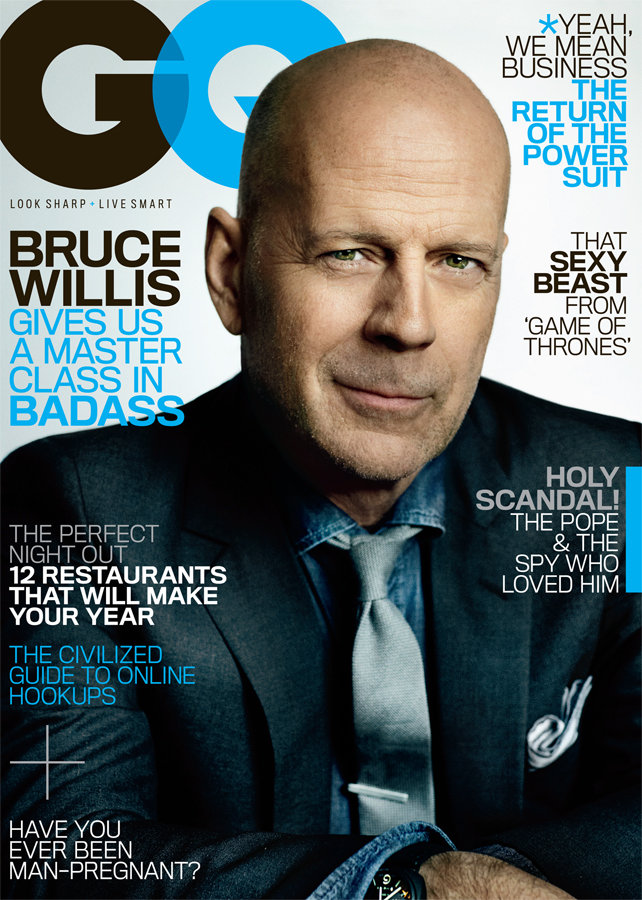 GQ
LOOK SHARP + LIVE SMART
*YEAH,
WE MEAN
BUSINESS
THE
RETURN
OF THE
POWER
SUIT
BRUCE
WILLIS
GIVES US
A MASTER
CLASS IN
BADASS
THAT
SEXY
BEAST
FROM
‘GAME OF
THRONES’
HOLY
SCANDAL!
THE POPE
& THE
SPY WHO
LOVED HIM
THE PERFECT
NIGHT OUT
12 RESTAURANTS
THAT WILL MAKE
YOUR YEAR
THE CIVILIZED
GUIDE TO ONLINE
HOOKUPS
HAVE YOU
EVER BEEN
MAN-PREGNANT?